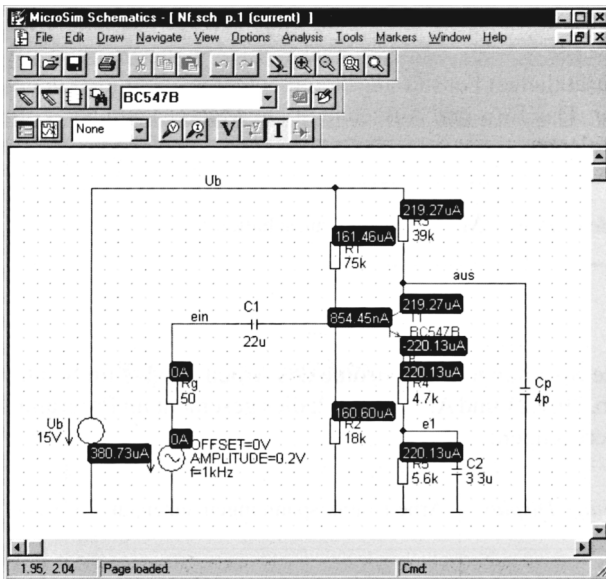 MicroSim Schematics - [ Nf.sch p.1 (current) ]
File Edit Draw Navigate View Options Analysis Tools Markers Window Help
BC547B
None V I
Ub
219.27uA
R3
39k
161.46uA
R1
75k
aus
ein
C1
22u
854.45nA
219.27uA
T1
BC547B
-220.13uA
0A
Rg
50
220.13uA
R4
4.7k
Cp
4p
Ub
15V
380.73uA
0A
OFFSET=0V
AMPLITUDE=0.2V
f=1kHz
160.60uA
R2
18k
e1
220.13uA
R5
5.6k
C2
3.3u
1.95, 2.04 Page loaded. Cmd: